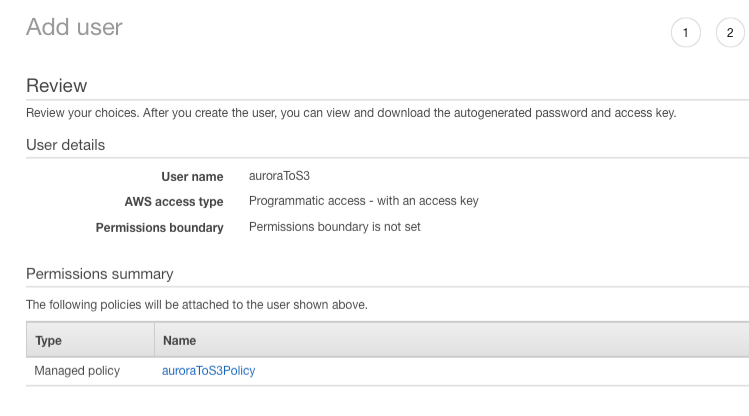 Add user
1 2
Review
Review your choices. After you create the user, you can view and download the autogenerated password and access key.
User details
User name auroraToS3
AWS access type Programmatic access - with an access key
Permissions boundary Permissions boundary is not set
Permissions summary
The following policies will be attached to the user shown above.
Type Name
Managed policy auroraToS3Policy